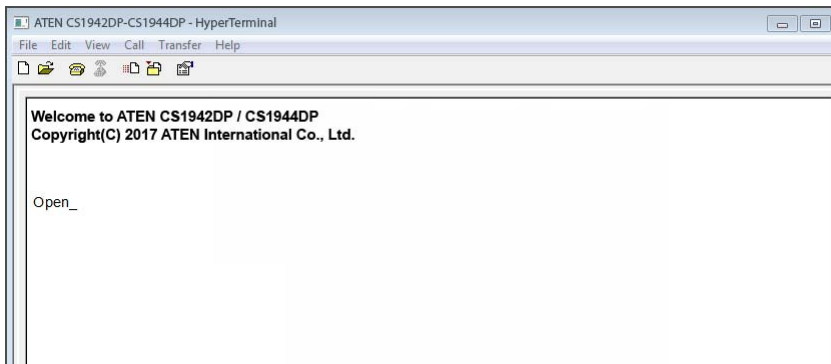 ATEN CS1942DP-CS1944DP - HyperTerminal
File Edit View Call Transfer Help
Welcome to ATEN CS1942DP / CS1944DP
Copyright(C) 2017 ATEN International Co., Ltd.
Open_